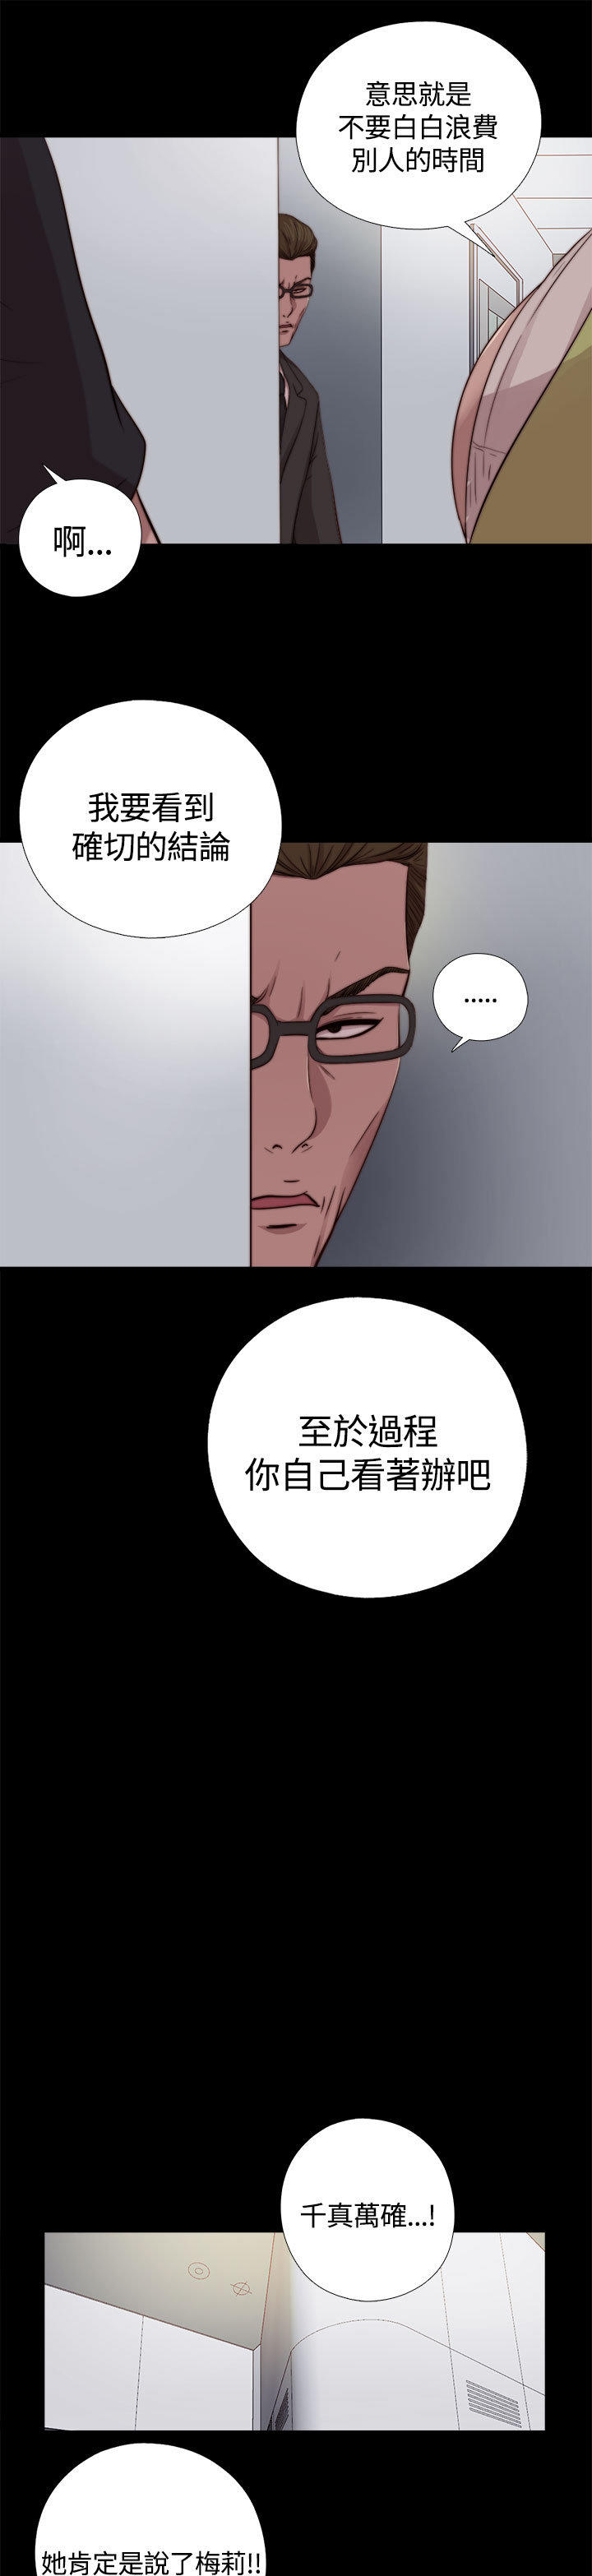 意思就是
不要白白浪費
別人的時間
啊...
我要看到
確切的結論
.....
至於過程
你自己看著辦吧
千真萬確...!
她肯定是說了梅莉!!